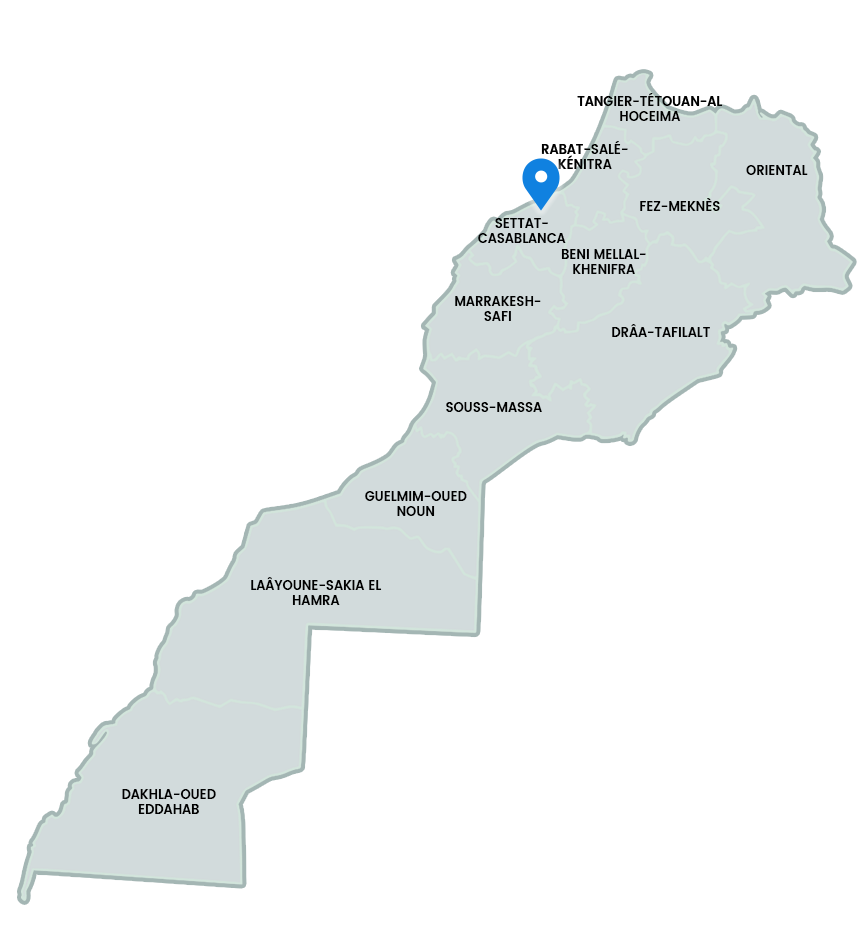 TANGIER-TÉTOUAN-AL
HOCEIMA
RABAT-SALÉ-
KÉNITRA
ORIENTAL
FEZ-MEKNÈS
SETTAT-
CASABLANCA
BENI MELLAL-
KHENIFRA
MARRAKESH-
SAFI
DRÂA-TAFILALT
SOUSS-MASSA
GUELMIM-OUED
NOUN
LAÂYOUNE-SAKIA EL
HAMRA
DAKHLA-OUED
EDDAHAB